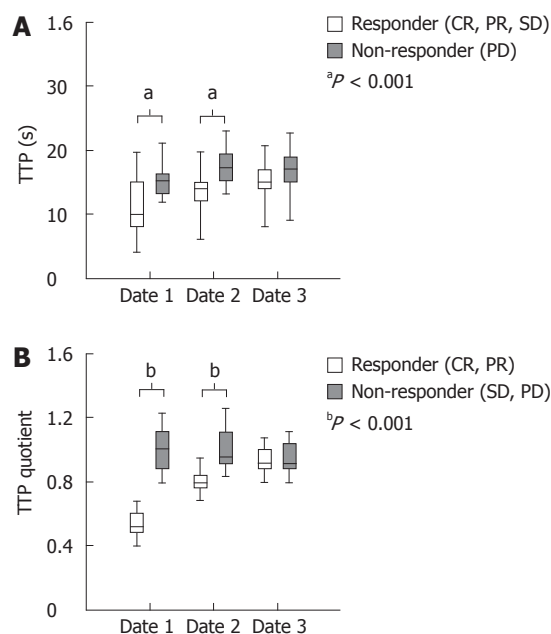 A
1.6
30
20
10
0
TTP (s)
a
a
Date 1 Date 2 Date 3
Responder (CR, PR, SD)
Non-responder (PD)
ᵃP < 0.001
B
1.6
1.2
0.8
0.4
0
TTP quotient
b
b
Date 1 Date 2 Date 3
Responder (CR, PR)
Non-responder (SD, PD)
ᵇP < 0.001